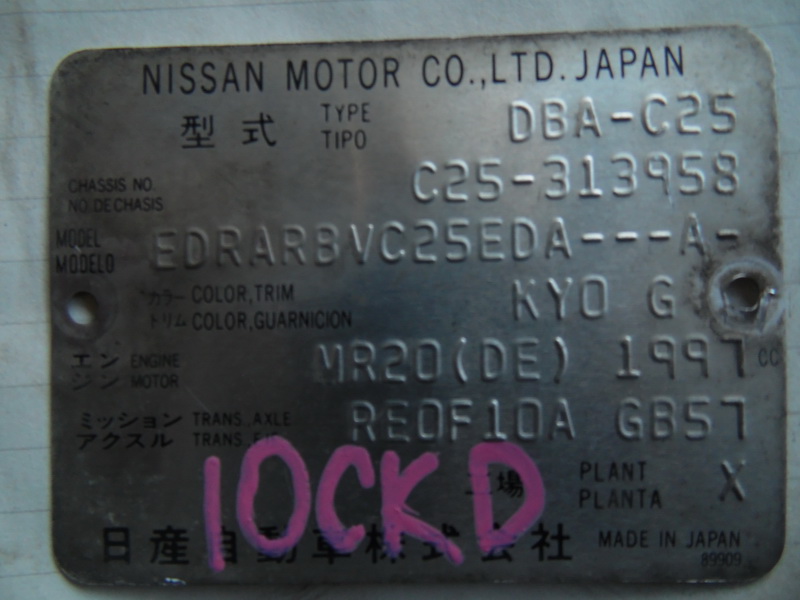 NISSAN MOTOR CO.,LTD. JAPAN
型式 TYPE TIPO DBA-C25
CHASSIS NO. NO. DE CHASIS C25-313958
MODEL MODELO EDRARBVC25EDA---A-
カラー COLOR,TRIM トリム COLOR,GUARNICION KY0 G
エンジン ENGINE MOTOR MR20(DE) 1997 CC
ミッション TRANS.,AXLE アクスル TRANS.,EJE RE0F10A GB57
工場 PLANT PLANTA X
10CKD
日産自動車株式会社 MADE IN JAPAN
89909